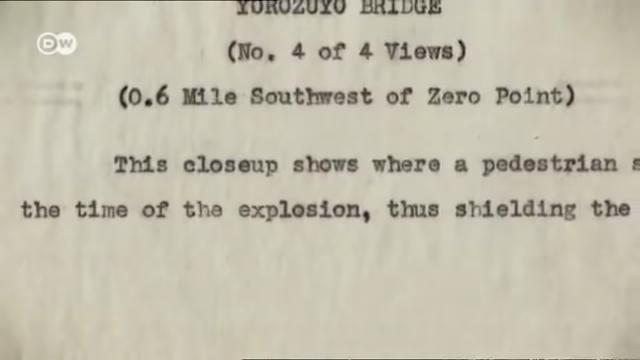 DW
YOROZUYO BRIDGE
(No. 4 of 4 Views)
(0.6 Mile Southwest of Zero Point)
This closeup shows where a pedestrian s
the time of the explosion, thus shielding the